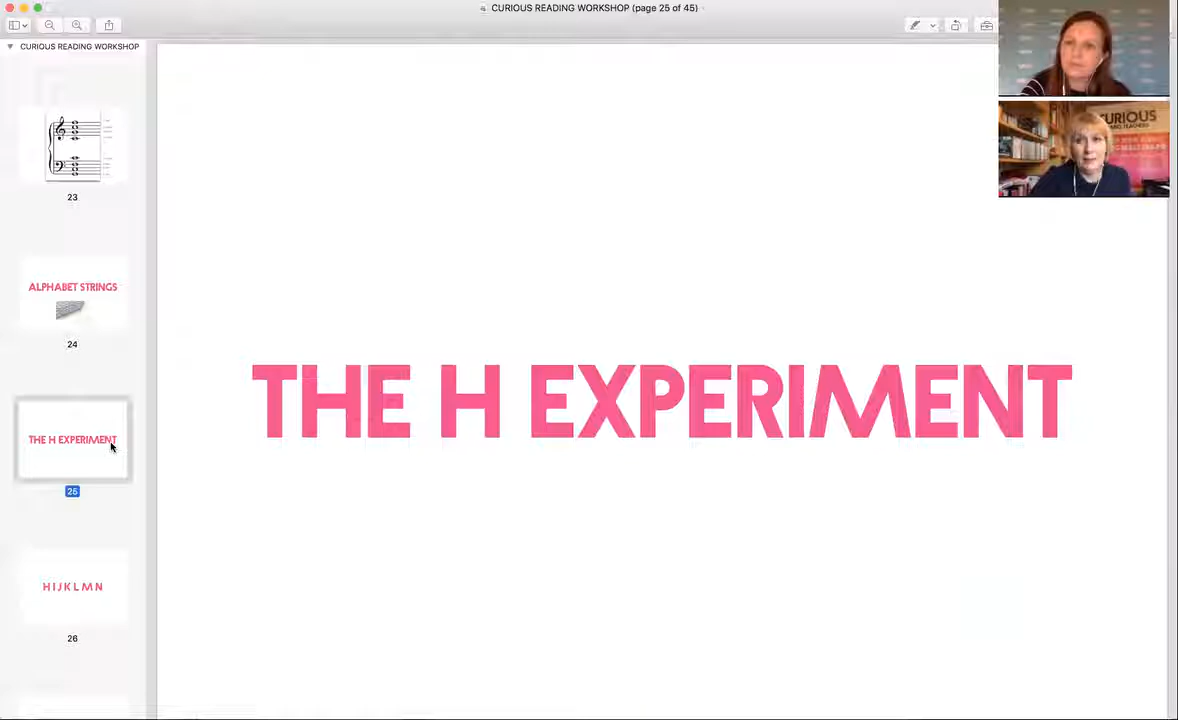 CURIOUS READING WORKSHOP (page 25 of 45)
CURIOUS READING WORKSHOP
23
ALPHABET STRINGS
24
THE H EXPERIMENT
25
H I J K L M N
26
THE H EXPERIMENT
CURIOUS
TEACHERS